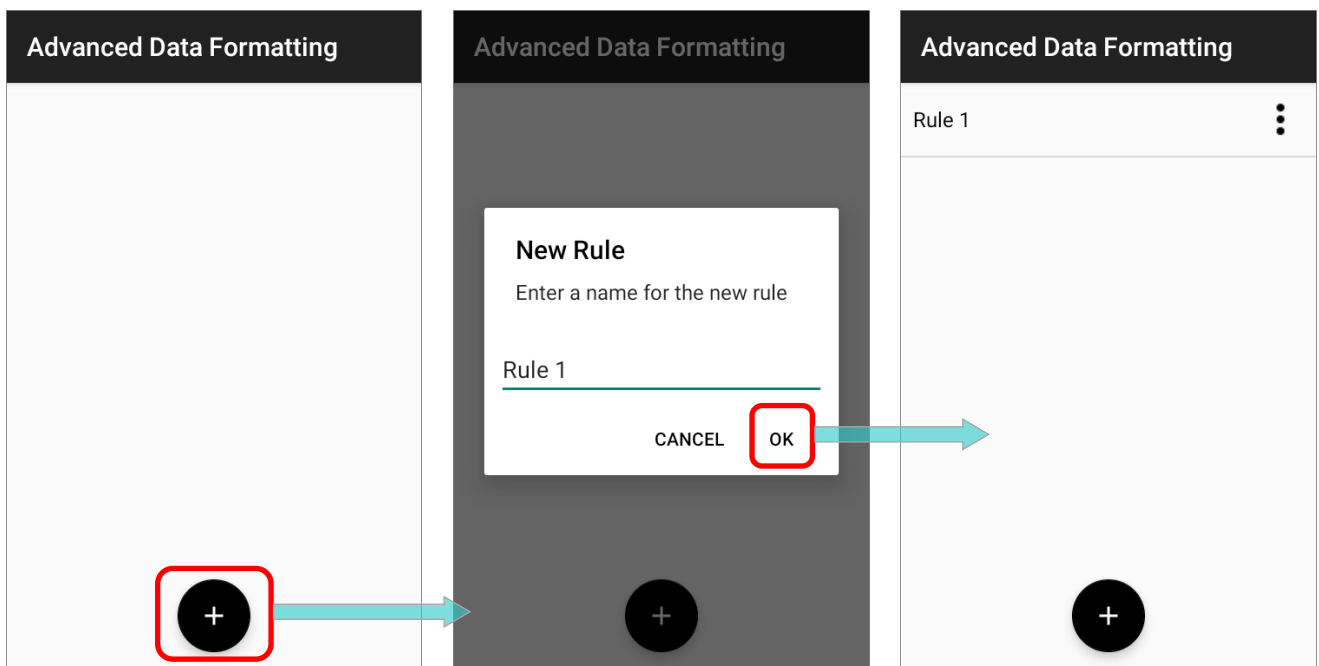 Advanced Data Formatting
+
Advanced Data Formatting
New Rule
Enter a name for the new rule
Rule 1
CANCEL OK
+
Advanced Data Formatting
Rule 1
+